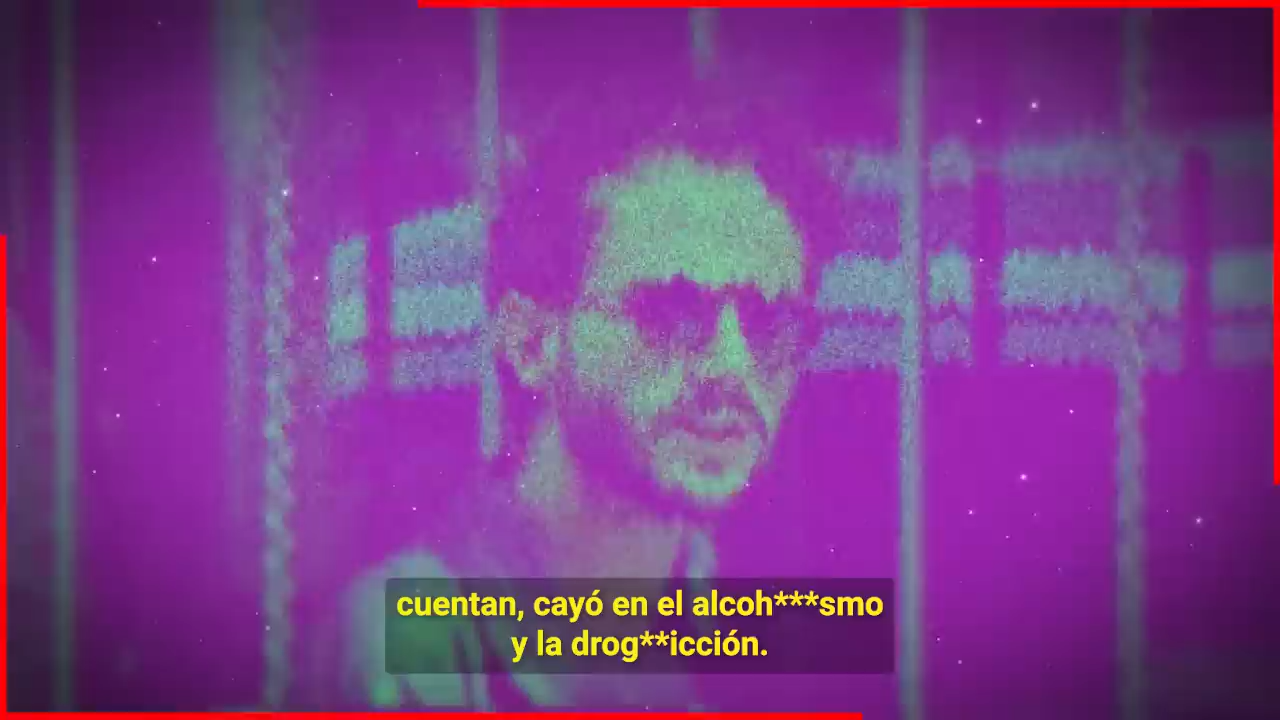 cuentan, cayó en el alcoh***smo
y la drog**icción.